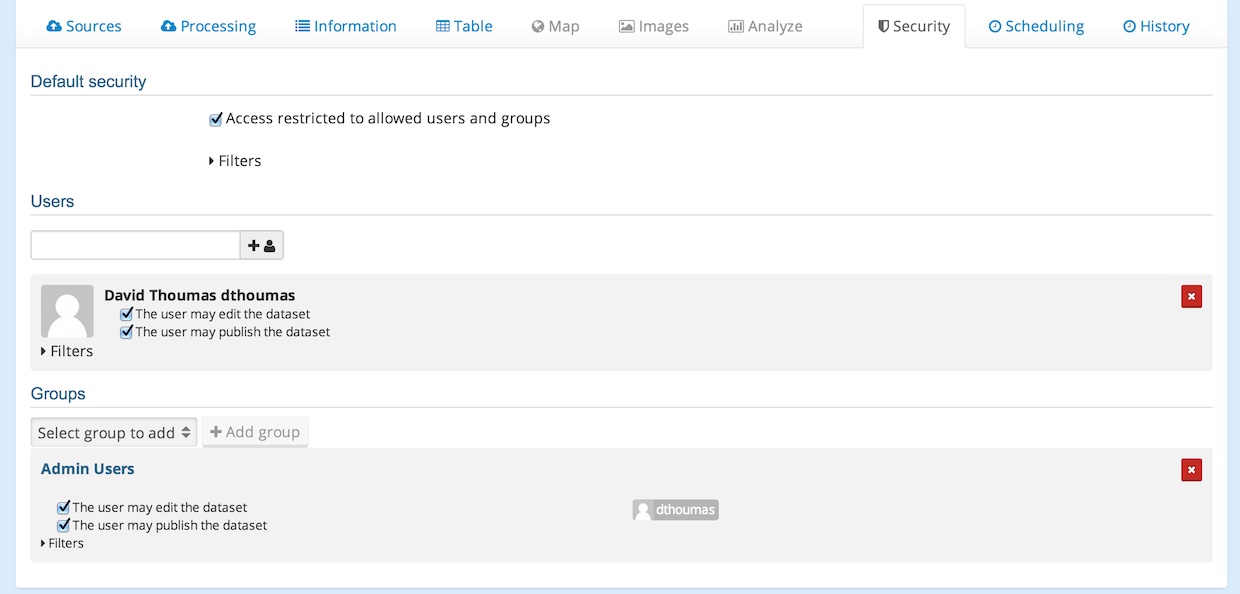 Sources Processing Information Table Map Images Analyze Security Scheduling History
Default security
Access restricted to allowed users and groups
Filters
Users
David Thoumas dthoumas
The user may edit the dataset
The user may publish the dataset
Filters
Groups
Select group to add Add group
Admin Users
The user may edit the dataset dthoumas
The user may publish the dataset
Filters